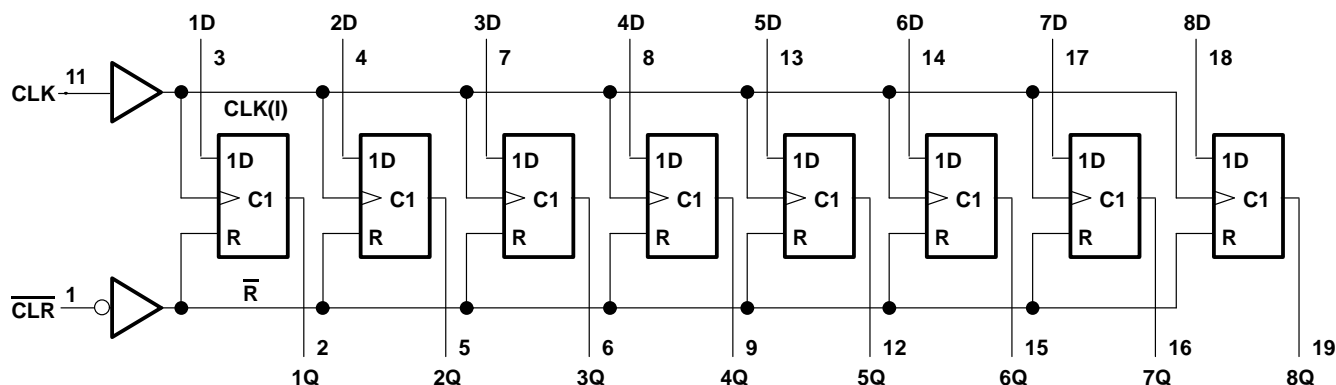 1D 2D 3D 4D 5D 6D 7D 8D
3 4 7 8 13 14 17 18
CLK 11
CLK(I)
1D 1D 1D 1D 1D 1D 1D 1D
C1 C1 C1 C1 C1 C1 C1 C1
R R R R R R R R
C̅L̅R̅ 1
R̅
2 5 6 9 12 15 16 19
1Q 2Q 3Q 4Q 5Q 6Q 7Q 8Q